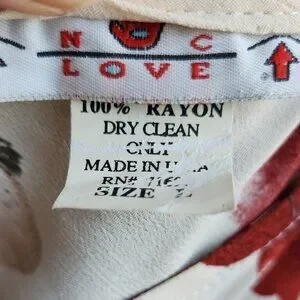 N C
LOVE
100% RAYON
DRY CLEAN
ONLY
MADE IN
RN#
SIZE